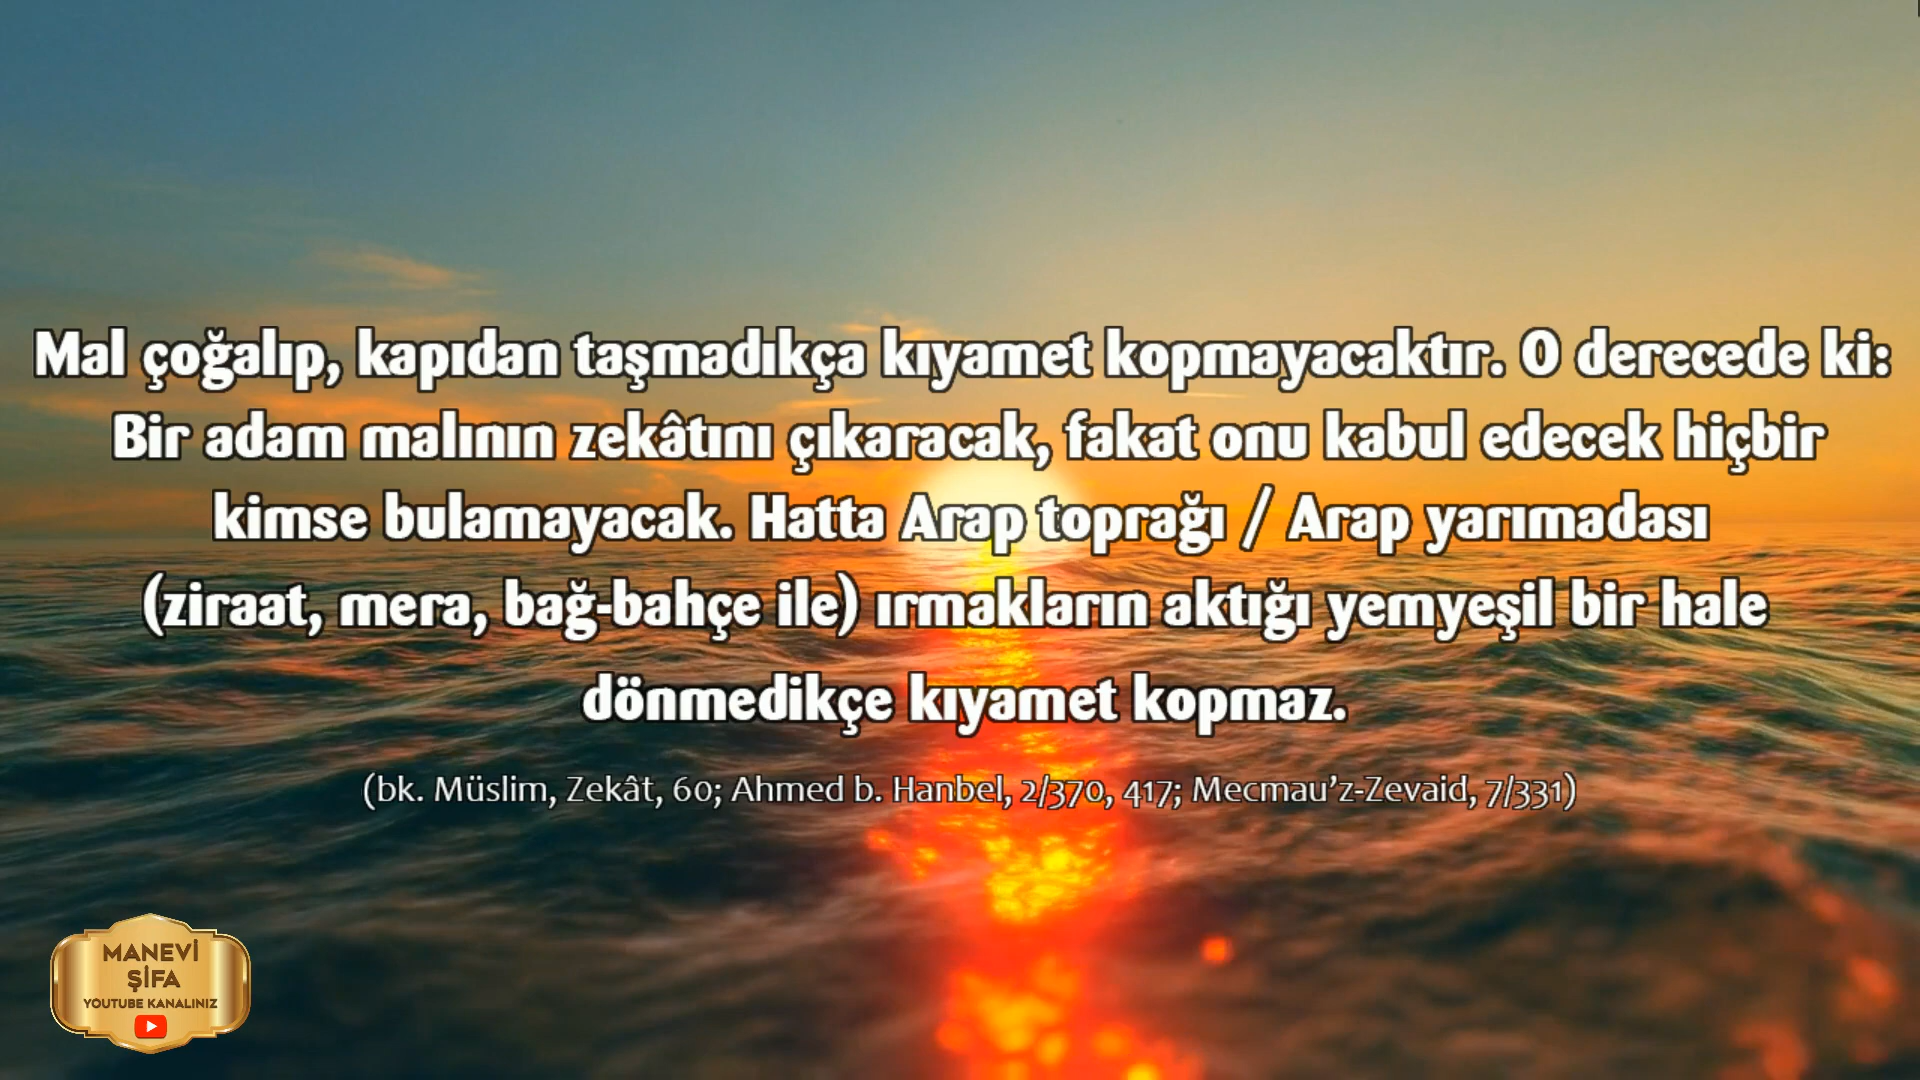 Mal çoğalıp, kapıdan taşmadıkça kıyamet kopmayacaktır. O derecede ki:
Bir adam malının zekâtını çıkaracak, fakat onu kabul edecek hiçbir
kimse bulamayacak. Hatta Arap toprağı / Arap yarımadası
(ziraat, mera, bağ-bahçe ile) ırmakların aktığı yemyeşil bir hale
dönmedikçe kıyamet kopmaz.
(bk. Müslim, Zekât, 60; Ahmed b. Hanbel, 2/370, 417; Mecmau’z-Zevaid, 7/331)
MANEVİ
ŞİFA
YOUTUBE KANALINIZ